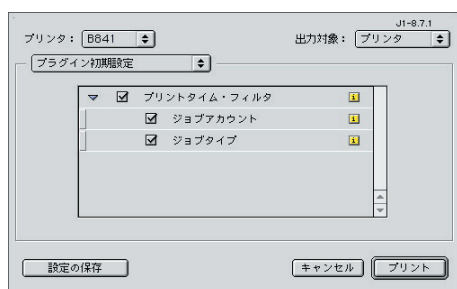 J1-8.7.1
プリンタ： B841 出力対象： プリンタ
プラグイン初期設定
プリントタイム・フィルタ
ジョブアカウント
ジョブタイプ
設定の保存 キャンセル プリント